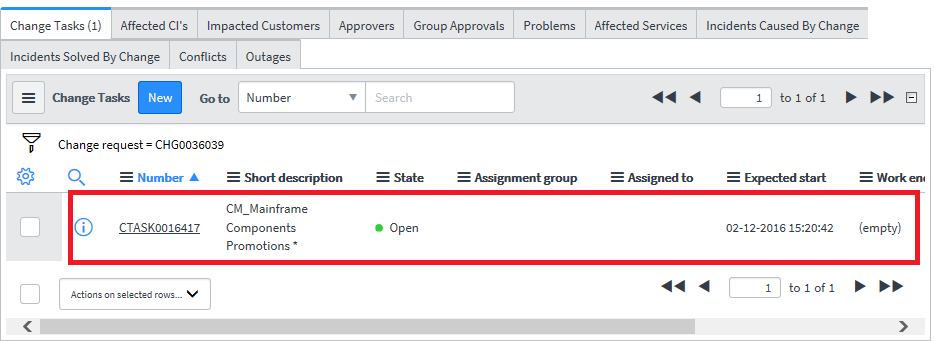 Change Tasks (1) Affected CI's Impacted Customers Approvers Group Approvals Problems Affected Services Incidents Caused By Change
Incidents Solved By Change Conflicts Outages
Change Tasks New Go to Number Search 1 to 1 of 1
Change request = CHG0036039
Number Short description State Assignment group Assigned to Expected start Work en
CM_Mainframe
CTASK0016417 Components Open 02-12-2016 15:20:42 (empty)
Promotions *
Actions on selected rows... 1 to 1 of 1